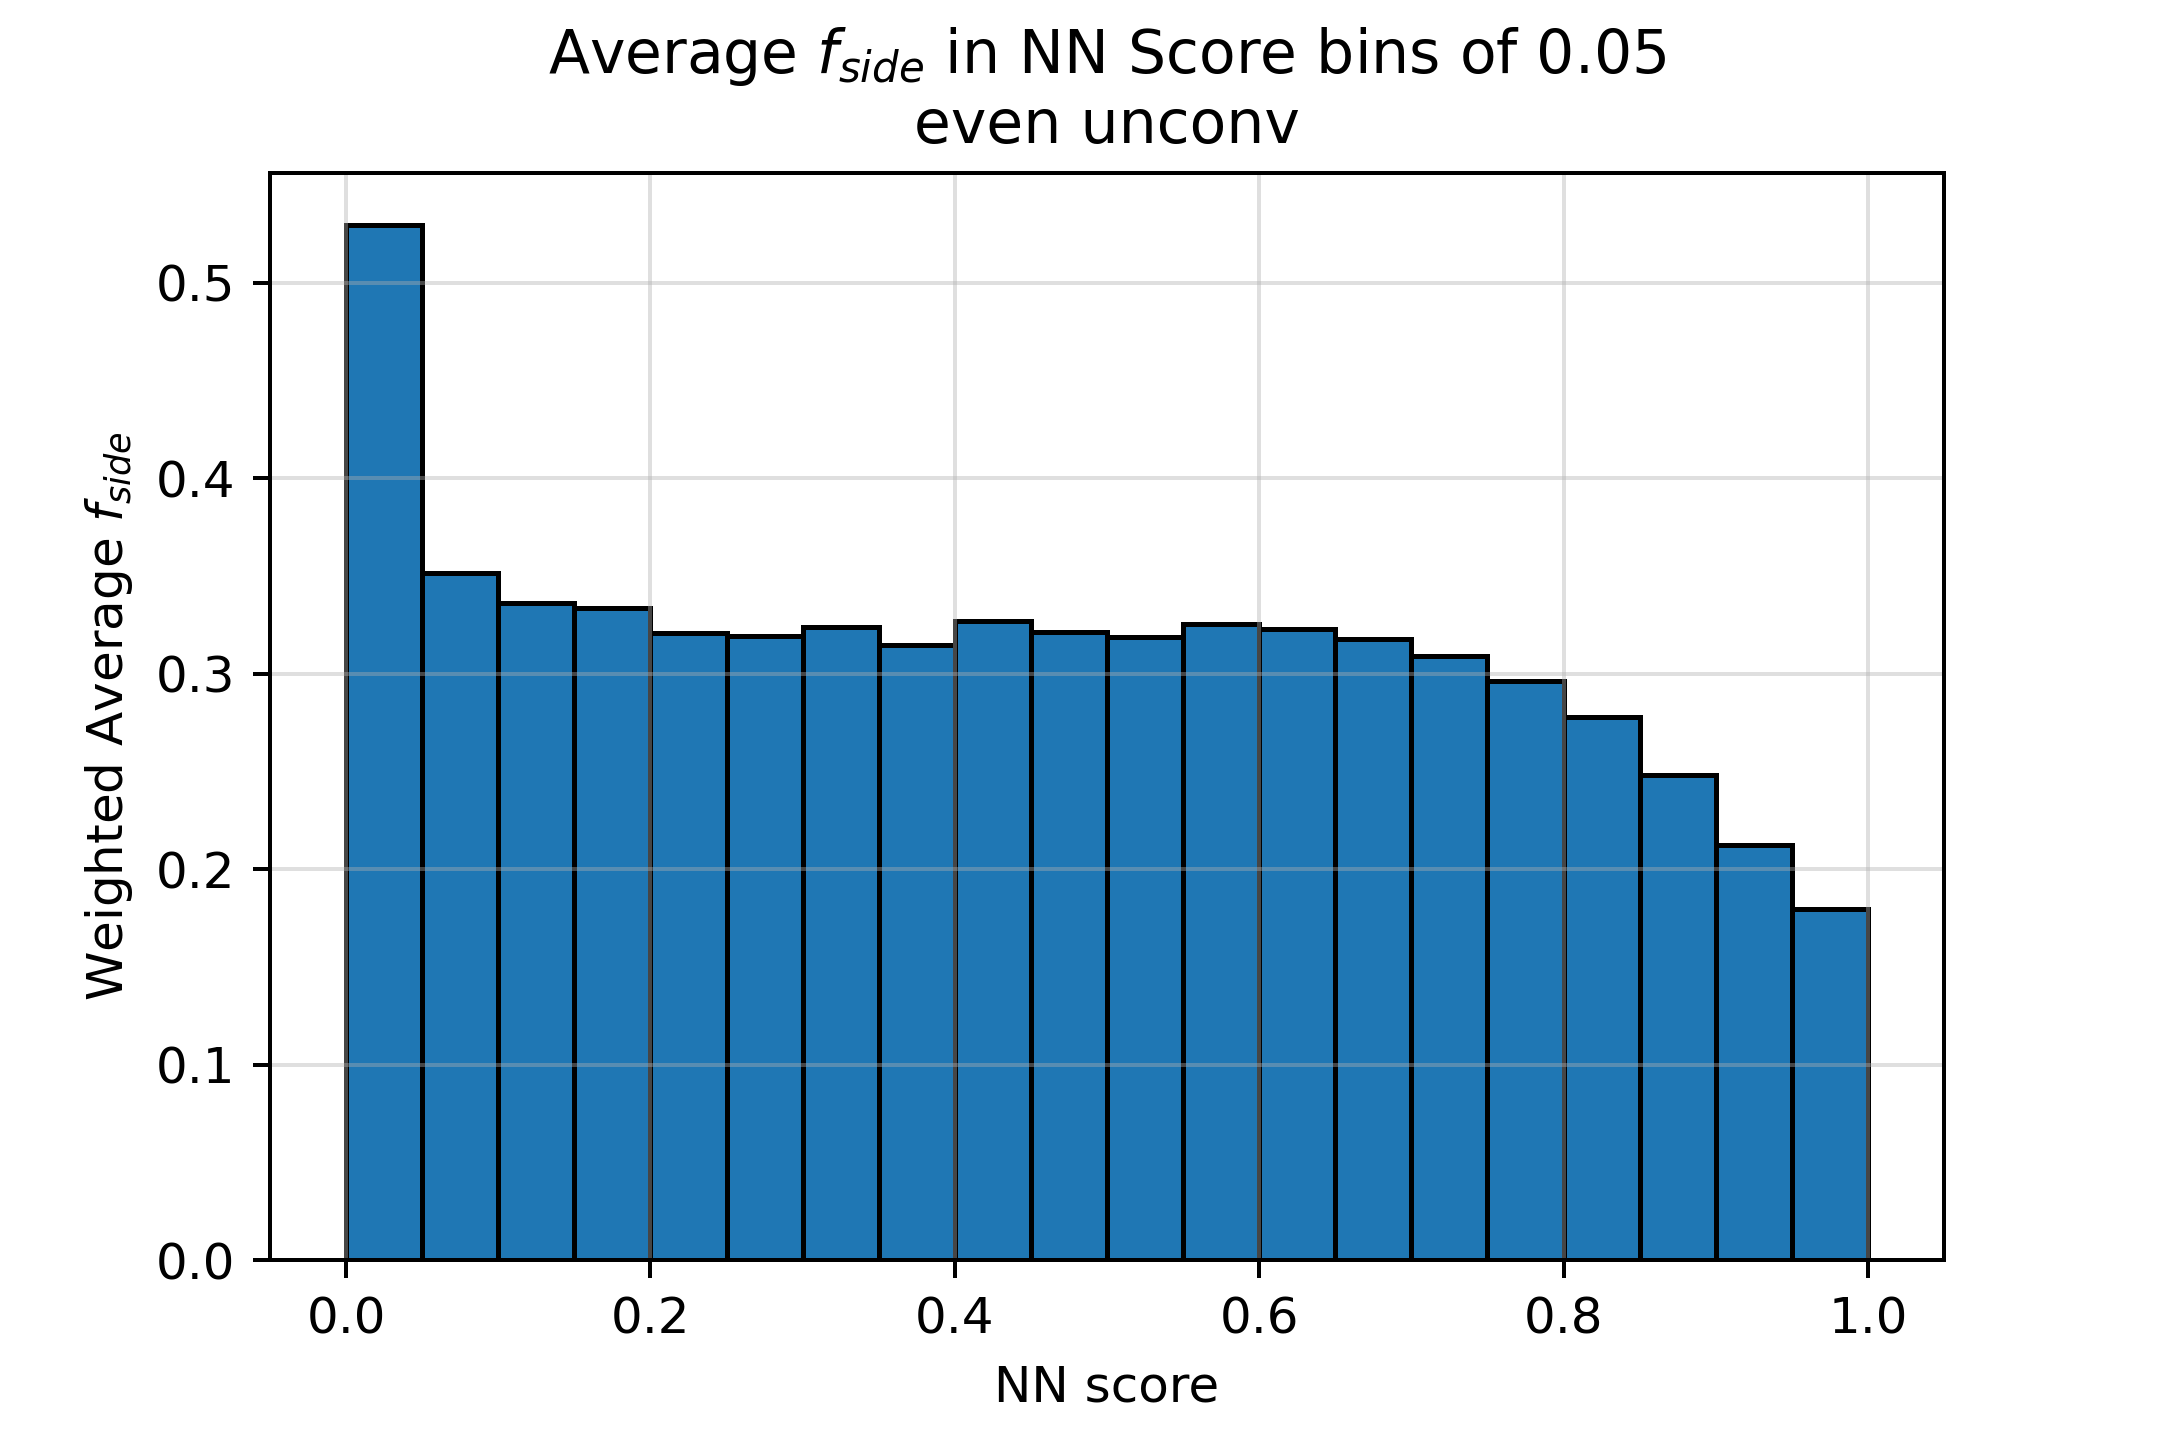 Average f_side in NN Score bins of 0.05
even unconv
Weighted Average f_side
0.5
0.4
0.3
0.2
0.1
0.0
0.0 0.2 0.4 0.6 0.8 1.0
NN score